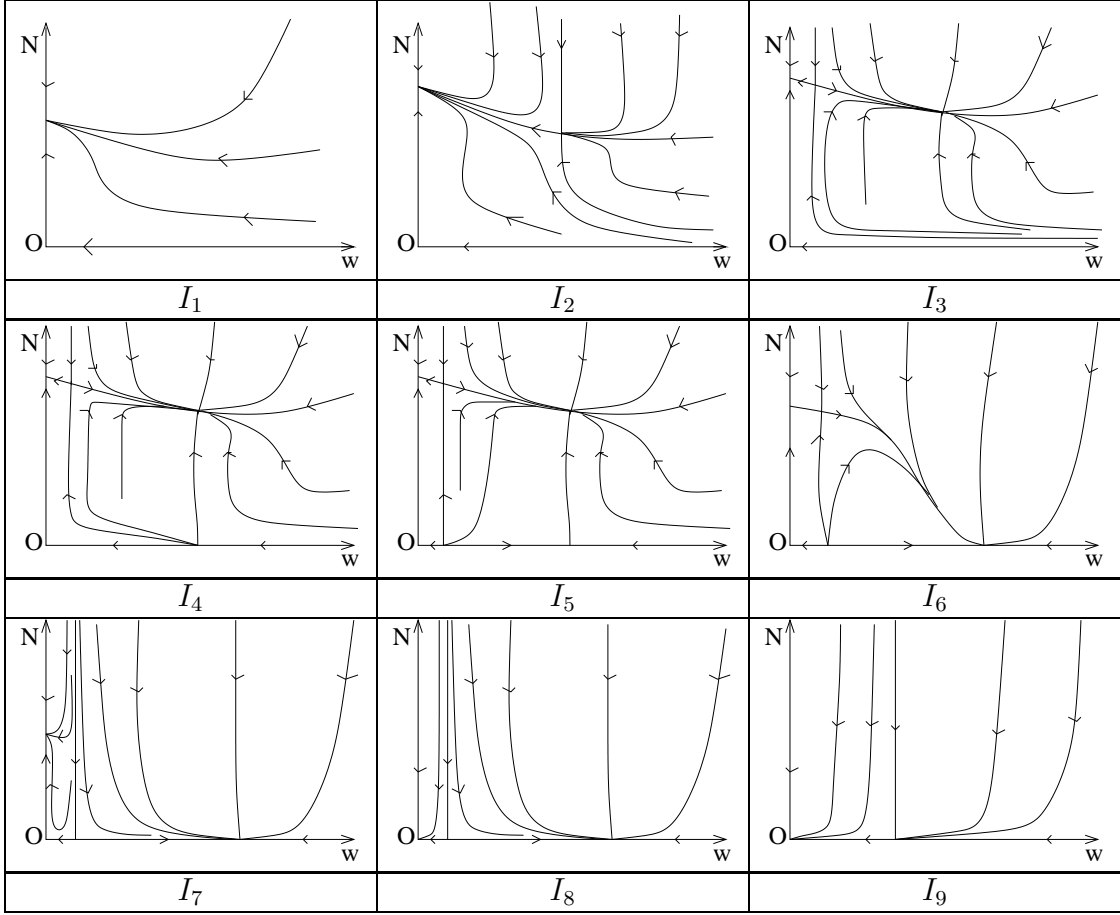 N N N
O O O
w w w
I₁ I₂ I₃
N N N
O O O
w w w
I₄ I₅ I₆
N N N
O O O
w w w
I₇ I₈ I₉